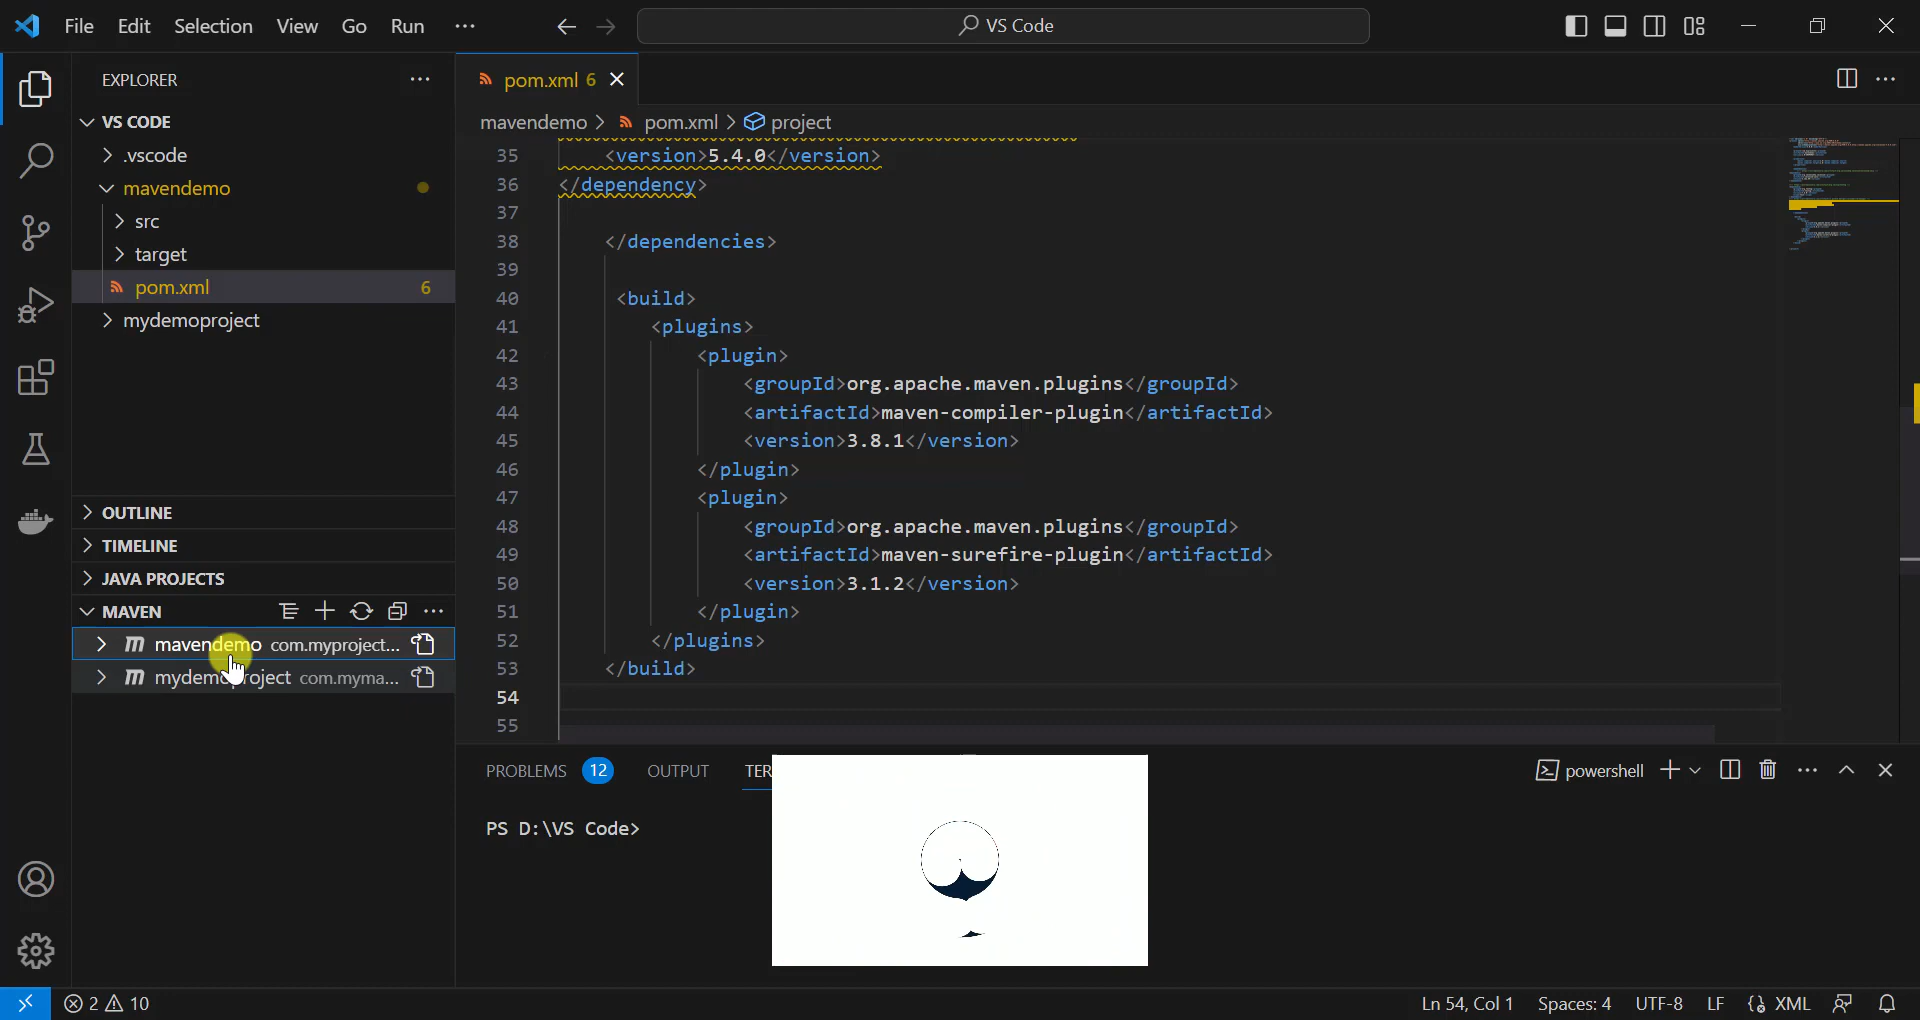 File Edit Selection View Go Run ···
VS Code
EXPLORER ···
VS CODE
.vscode
mavendemo
src
target
pom.xml 6
mydemoproject
OUTLINE
TIMELINE
JAVA PROJECTS
MAVEN
mavendemo com.myproject...
mydemoproject com.myma...
pom.xml 6
mavendemo > pom.xml > project
35 <version>5.4.0</version>
36 </dependency>
37
38 </dependencies>
39
40 <build>
41 <plugins>
42 <plugin>
43 <groupId>org.apache.maven.plugins</groupId>
44 <artifactId>maven-compiler-plugin</artifactId>
45 <version>3.8.1</version>
46 </plugin>
47 <plugin>
48 <groupId>org.apache.maven.plugins</groupId>
49 <artifactId>maven-surefire-plugin</artifactId>
50 <version>3.1.2</version>
51 </plugin>
52 </plugins>
53 </build>
54
55
PROBLEMS 12 OUTPUT TER
powershell
PS D:\VS Code>
2 10
Ln 54, Col 1 Spaces: 4 UTF-8 LF XML